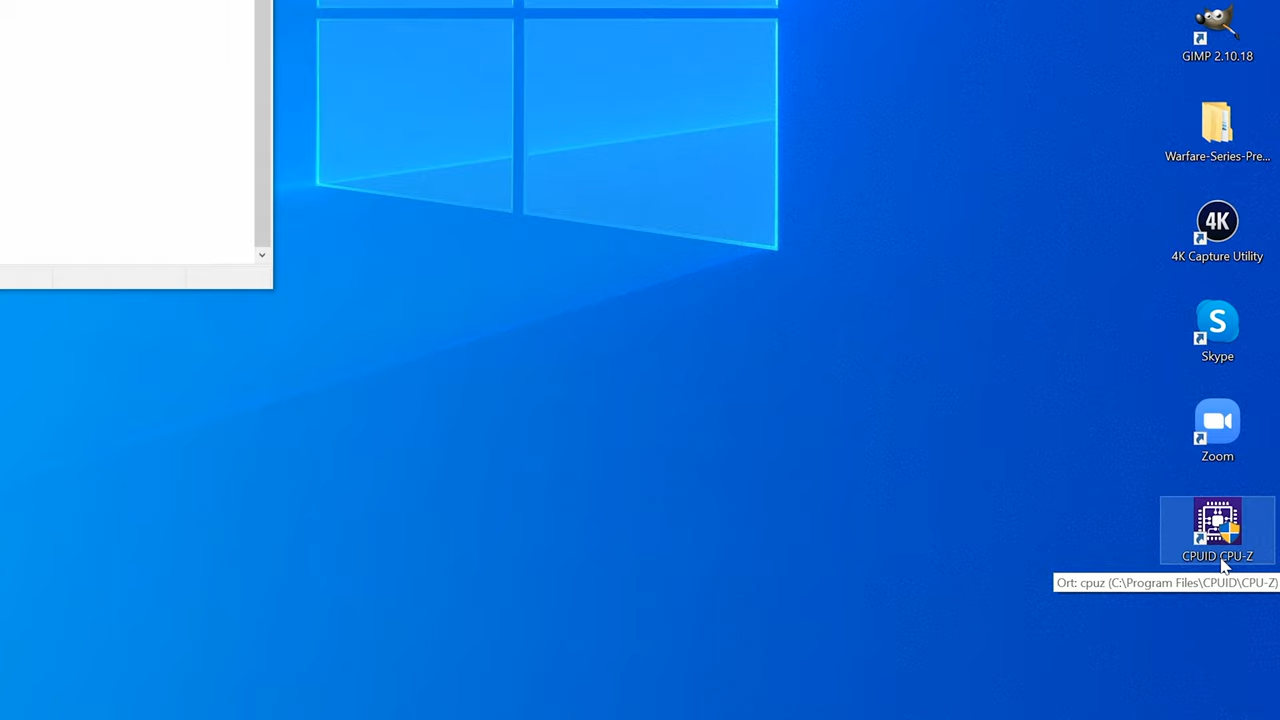 GIMP 2.10.18
Warfare-Series-Pre...
4K
4K Capture Utility
S
Skype
Zoom
CPUID CPU-Z
Ort: cpuz (C:\Program Files\CPUID\CPU-Z)